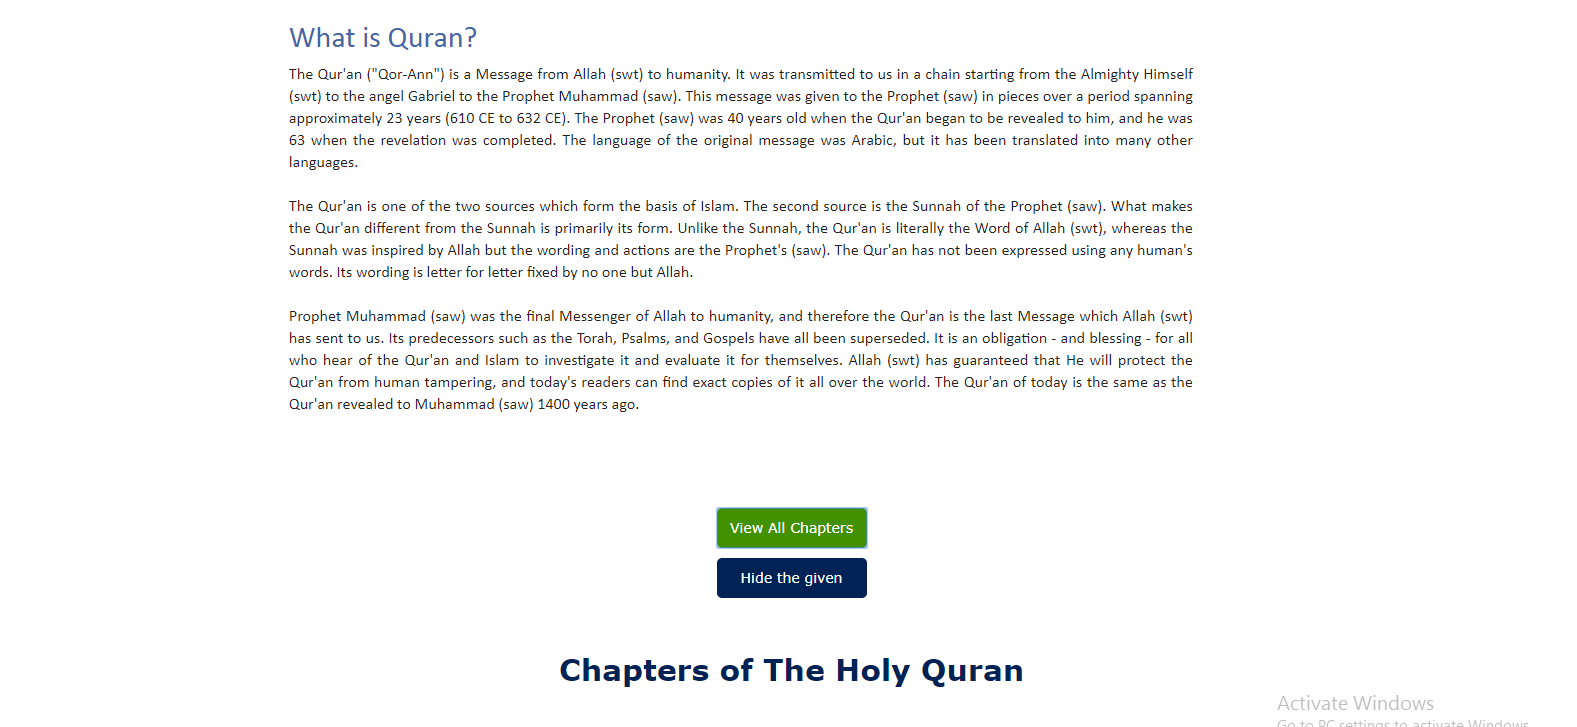 What is Quran?
The Qur'an ("Qor-Ann") is a Message from Allah (swt) to humanity. It was transmitted to us in a chain starting from the Almighty Himself
(swt) to the angel Gabriel to the Prophet Muhammad (saw). This message was given to the Prophet (saw) in pieces over a period spanning
approximately 23 years (610 CE to 632 CE). The Prophet (saw) was 40 years old when the Qur'an began to be revealed to him, and he was
63 when the revelation was completed. The language of the original message was Arabic, but it has been translated into many other
languages.
The Qur'an is one of the two sources which form the basis of Islam. The second source is the Sunnah of the Prophet (saw). What makes
the Qur'an different from the Sunnah is primarily its form. Unlike the Sunnah, the Qur'an is literally the Word of Allah (swt), whereas the
Sunnah was inspired by Allah but the wording and actions are the Prophet's (saw). The Qur'an has not been expressed using any human's
words. Its wording is letter for letter fixed by no one but Allah.
Prophet Muhammad (saw) was the final Messenger of Allah to humanity, and therefore the Qur'an is the last Message which Allah (swt)
has sent to us. Its predecessors such as the Torah, Psalms, and Gospels have all been superseded. It is an obligation - and blessing - for all
who hear of the Qur'an and Islam to investigate it and evaluate it for themselves. Allah (swt) has guaranteed that He will protect the
Qur'an from human tampering, and today's readers can find exact copies of it all over the world. The Qur'an of today is the same as the
Qur'an revealed to Muhammad (saw) 1400 years ago.
View All Chapters
Hide the given
Chapters of The Holy Quran
Activate Windows
Go to PC settings to activate Windows